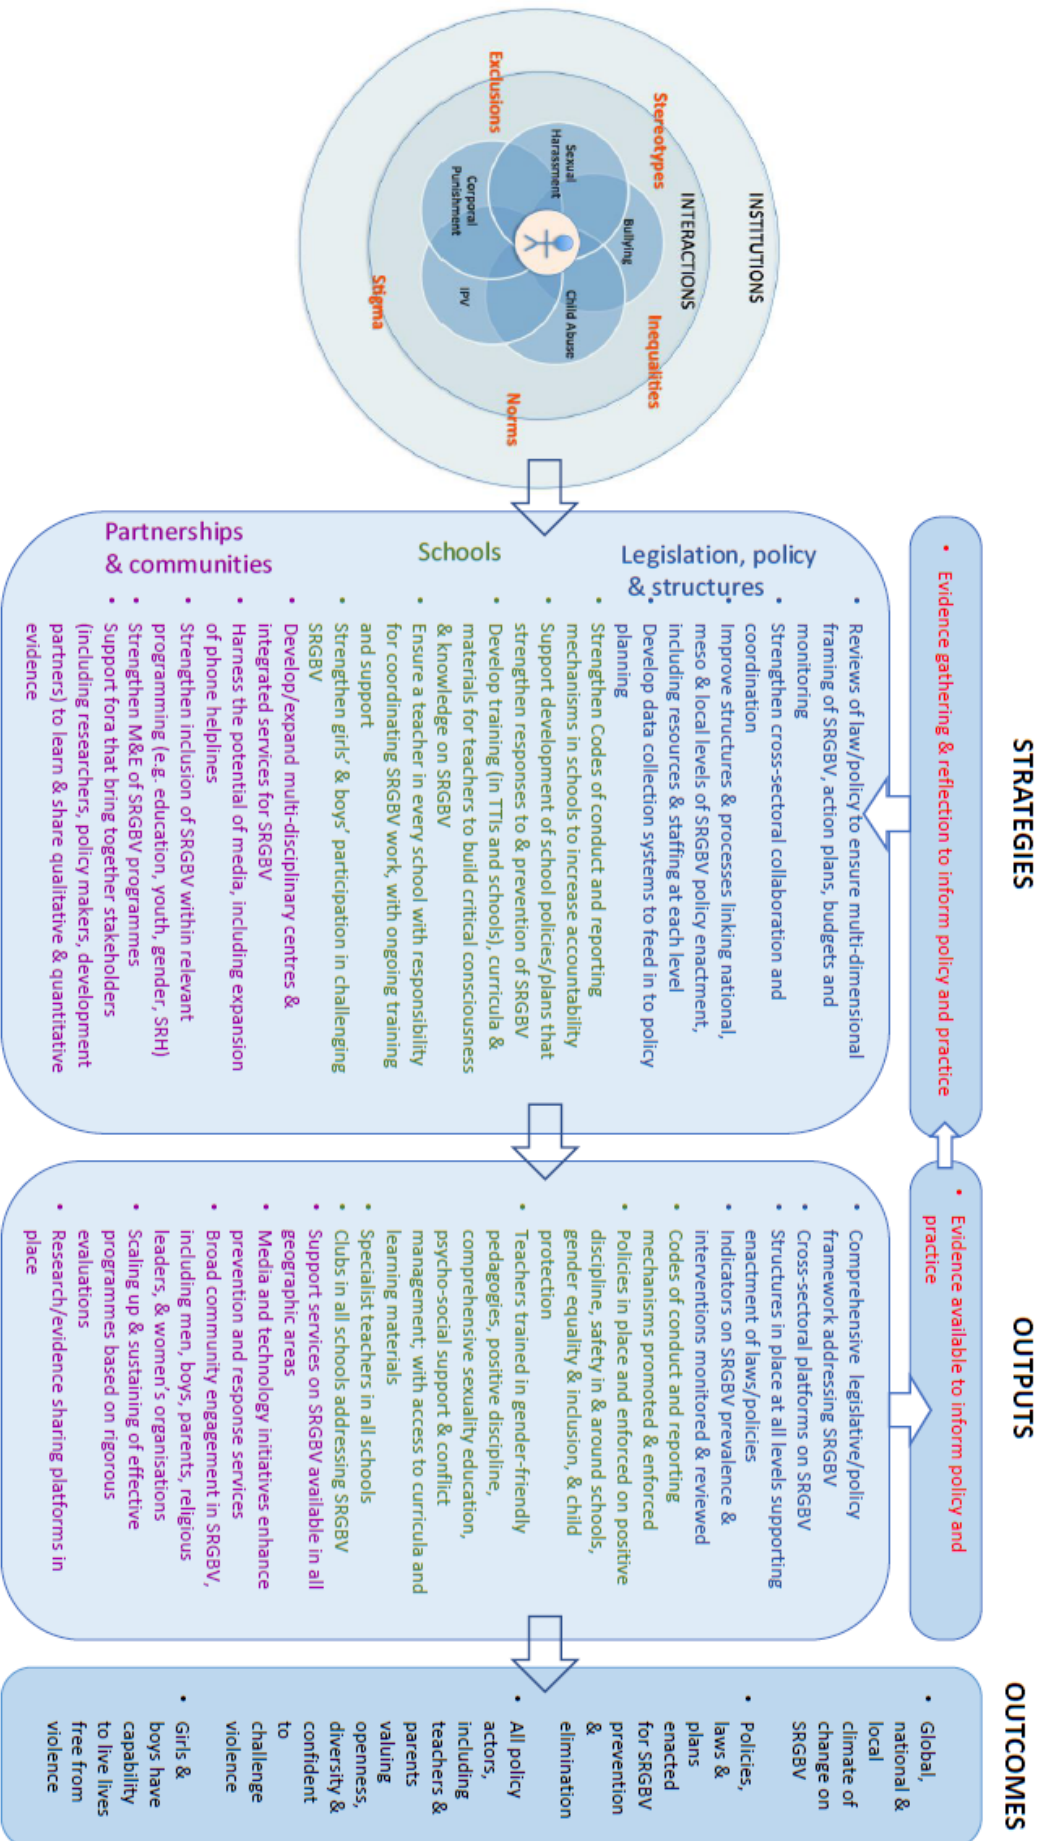 STRATEGIES
OUTPUTS
OUTCOMES
• Evidence gathering & reflection to inform policy and practice
• Evidence available to inform policy and
practice
INSTITUTIONS
INTERACTIONS
Stereotypes
Inequalities
Exclusions
Norms
Stigma
Bullying
Sexual
Harassment
Child Abuse
Corporal
Punishment
IPV
Legislation, policy
& structures
• Reviews of law/policy to ensure multi-dimensional
framing of SRGBV, action plans, budgets and
monitoring
• Strengthen cross-sectoral collaboration and
coordination
• Improve structures & processes linking national,
meso & local levels of SRGBV policy enactment,
including resources & staffing at each level
• Develop data collection systems to feed in to policy
planning
Schools
• Strengthen Codes of conduct and reporting
mechanisms in schools to increase accountability
• Support development of school policies/plans that
strengthen responses to & prevention of SRGBV
• Develop training (in TTIs and schools), curricula &
materials for teachers to build critical consciousness
& knowledge on SRGBV
• Ensure a teacher in every school with responsibility
for coordinating SRGBV work, with ongoing training
and support
• Strengthen girls' & boys' participation in challenging
SRGBV
Partnerships
& communities
• Develop/expand multi-disciplinary centres &
integrated services for SRGBV
• Harness the potential of media, including expansion
of phone helplines
• Strengthen inclusion of SRGBV within relevant
programming (e.g. education, youth, gender, SRH)
• Strengthen M&E of SRGBV programmes
• Support fora that bring together stakeholders
(including researchers, policy makers, development
partners) to learn & share qualitative & quantitative
evidence
• Comprehensive legislative/policy
framework addressing SRGBV
• Cross-sectoral platforms on SRGBV
• Structures in place at all levels supporting
enactment of laws/policies
• Indicators on SRGBV prevalence &
interventions monitored & reviewed
• Codes of conduct and reporting
mechanisms promoted & enforced
• Policies in place and enforced on positive
discipline, safety in & around schools,
gender equality & inclusion, & child
protection
• Teachers trained in gender-friendly
pedagogies, positive discipline,
comprehensive sexuality education,
psycho-social support & conflict
management; with access to curricula and
learning materials
• Specialist teachers in all schools
• Clubs in all schools addressing SRGBV
• Support services on SRGBV available in all
geographic areas
• Media and technology initiatives enhance
prevention and response services
• Broad community engagement in SRGBV,
including men, boys, parents, religious
leaders, & women's organisations
• Scaling up & sustaining of effective
programmes based on rigorous
evaluations
• Research/evidence sharing platforms in
place
• Global,
national &
local
climate of
change on
SRGBV
• Policies,
laws &
plans
enacted
for SRGBV
prevention
&
elimination
• All policy
actors,
including
teachers &
parents
valuing
openness,
diversity &
confident
to
challenge
violence
• Girls &
boys have
capability
to live lives
free from
violence